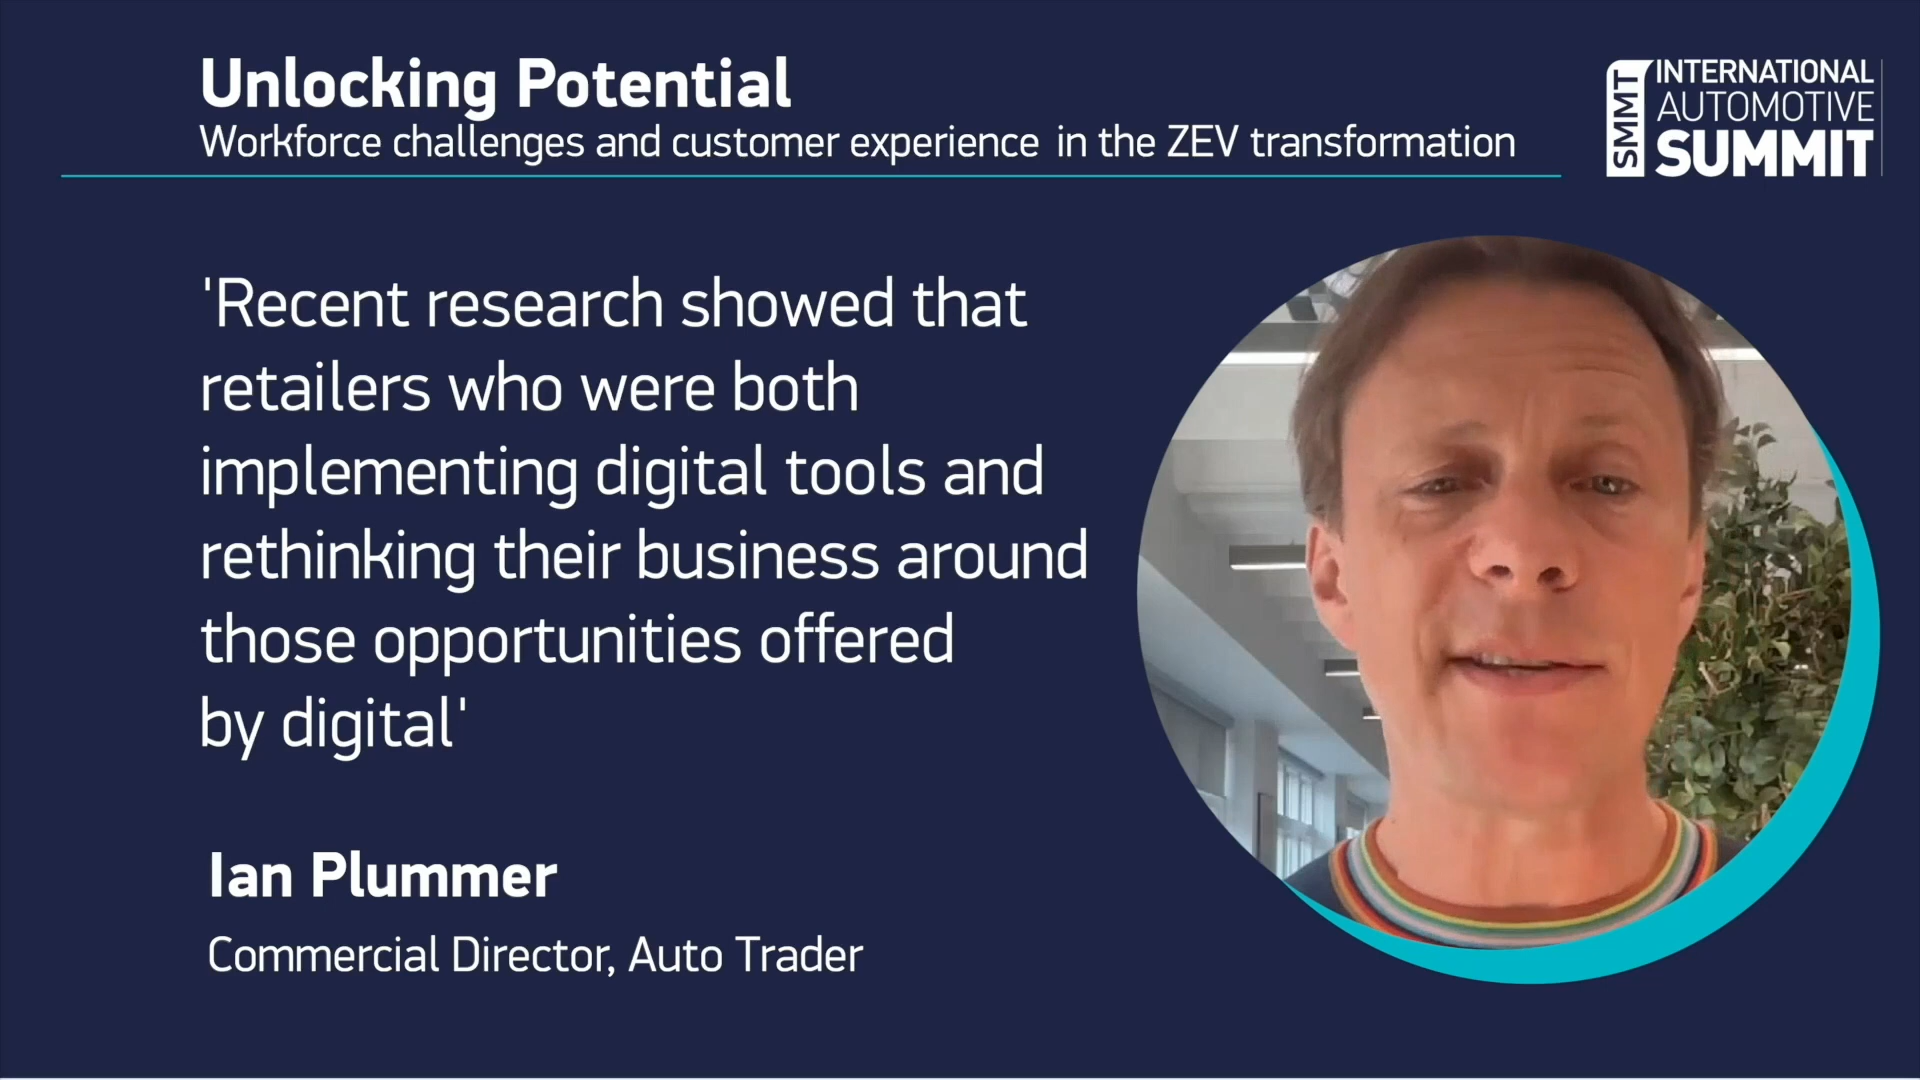 Unlocking Potential
Workforce challenges and customer experience in the ZEV transformation
SMMT
INTERNATIONAL
AUTOMOTIVE
SUMMIT
'Recent research showed that
retailers who were both
implementing digital tools and
rethinking their business around
those opportunities offered
by digital'
Ian Plummer
Commercial Director, Auto Trader